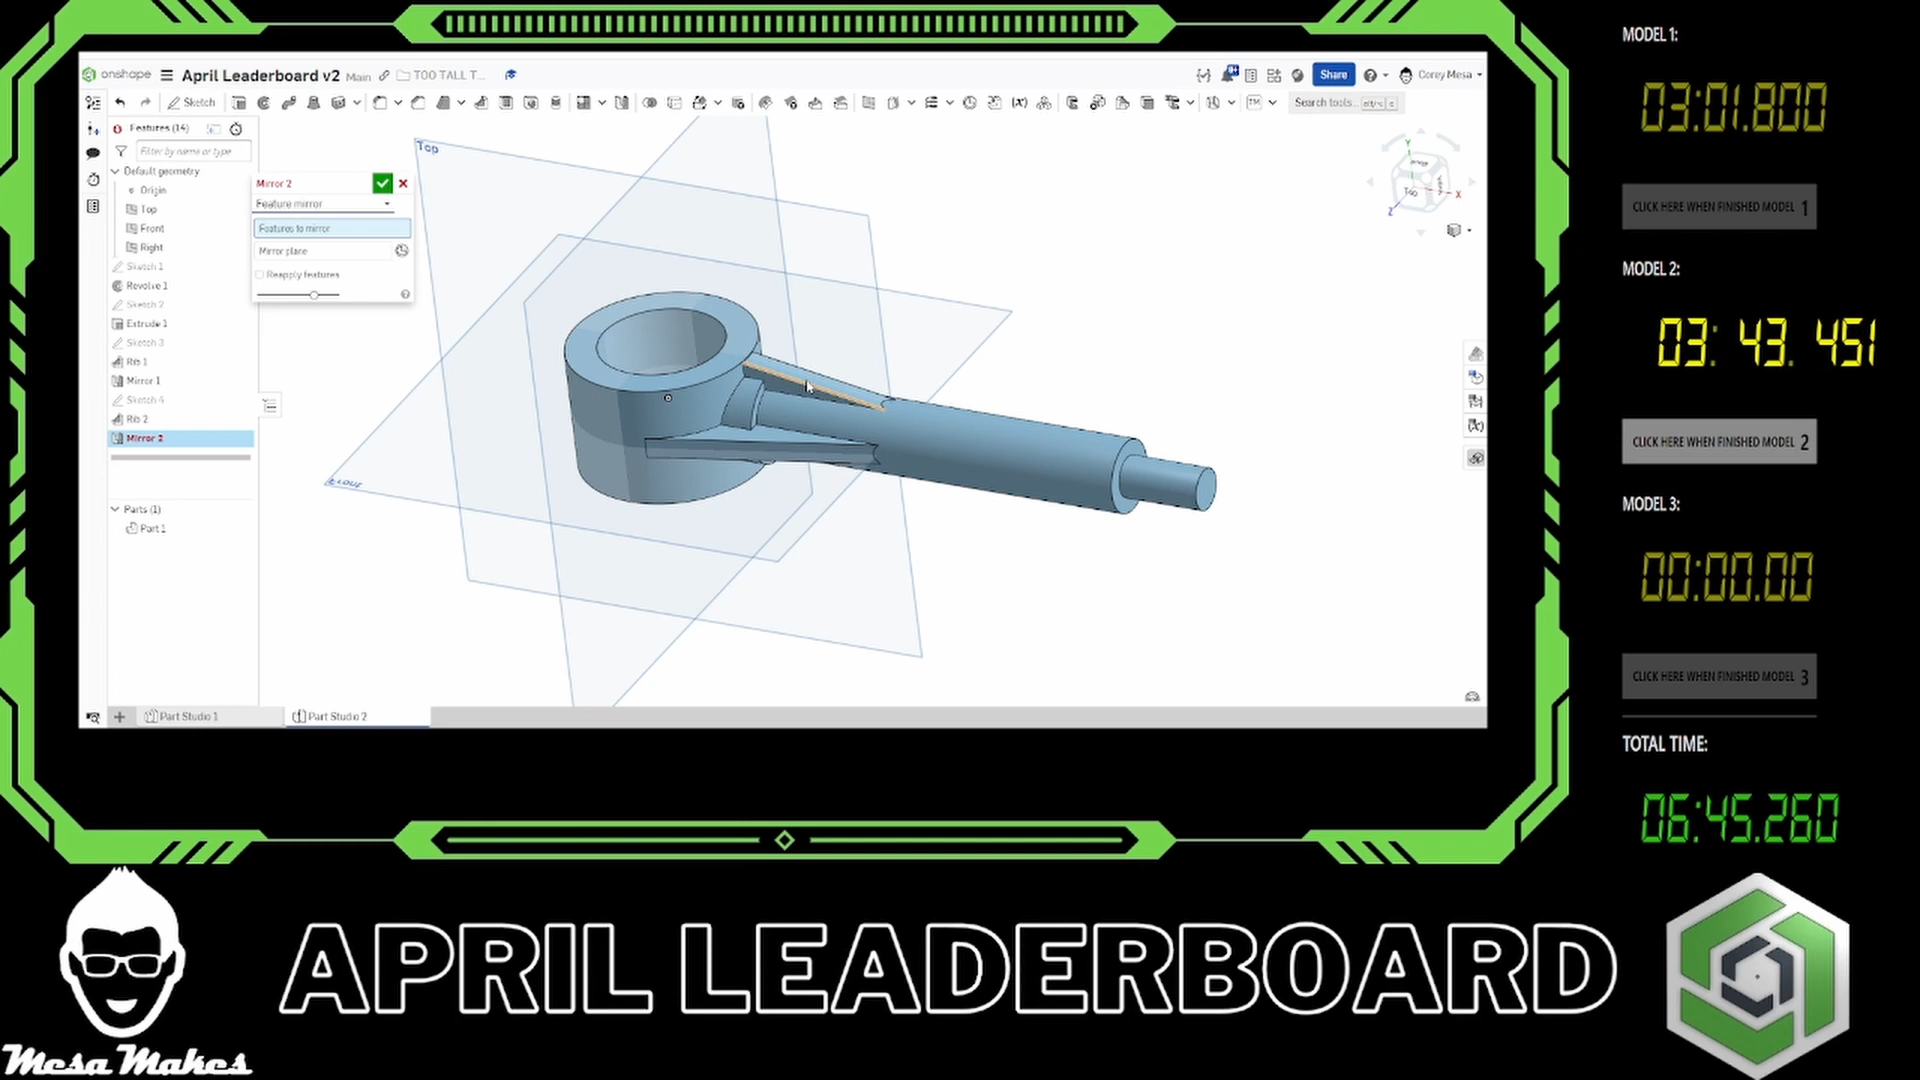 onshape April Leaderboard v2 Main TOO TALL T...
Share
Corey Mesa
Sketch
Search tools...
Features (14)
Filter by name or type
Default geometry
Origin
Top
Front
Right
Sketch 1
Revolve 1
Sketch 2
Extrude 1
Sketch 3
Rib 1
Mirror 1
Sketch 4
Rib 2
Mirror 2
Parts (1)
Part 1
Mirror 2
Feature mirror
Features to mirror
Mirror plane
Reapply features
Top
Top
X
Y
Z
Part Studio 1
Part Studio 2
MODEL 1:
03:01.800
CLICK HERE WHEN FINISHED MODEL 1
MODEL 2:
03: 43. 451
CLICK HERE WHEN FINISHED MODEL 2
MODEL 3:
00:00.00
CLICK HERE WHEN FINISHED MODEL 3
TOTAL TIME:
06:45.260
APRIL LEADERBOARD
Mesa Makes